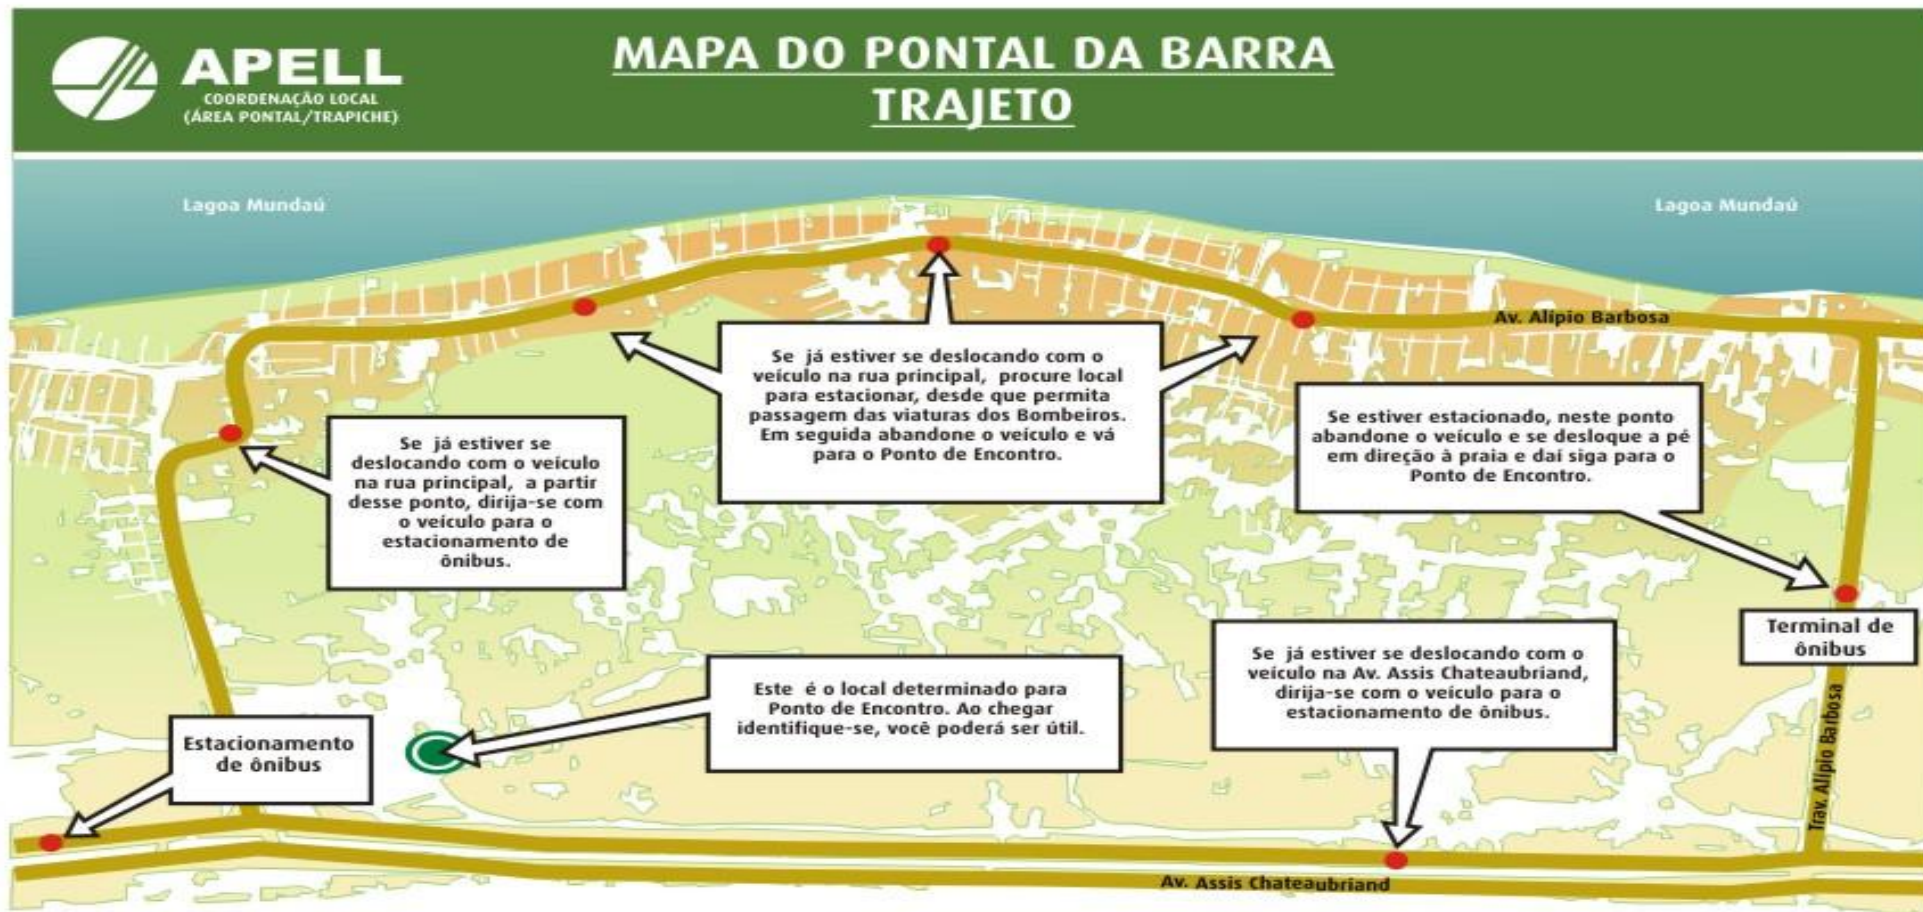 APELL
COORDENAÇÃO LOCAL
(ÁREA PONTAL/TRAPICHE)
MAPA DO PONTAL DA BARRA
TRAJETO
Lagoa Mundaú
Lagoa Mundaú
Av. Alípio Barbosa
Se já estiver se deslocando com o
veículo na rua principal, procure local
para estacionar, desde que permita
passagem das viaturas dos Bombeiros.
Em seguida abandone o veículo e vá
para o Ponto de Encontro.
Se estiver estacionado, neste ponto
abandone o veículo e se desloque a pé
em direção à praia e daí siga para o
Ponto de Encontro.
Se já estiver se
deslocando com o veículo
na rua principal, a partir
desse ponto, dirija-se com
o veículo para o
estacionamento de
ônibus.
Terminal de
ônibus
Se já estiver se deslocando com o
veículo na Av. Assis Chateaubriand,
dirija-se com o veículo para o
estacionamento de ônibus.
Este é o local determinado para
Ponto de Encontro. Ao chegar
identifique-se, você poderá ser útil.
Estacionamento
de ônibus
Trav. Alípio Barbosa
Av. Assis Chateaubriand